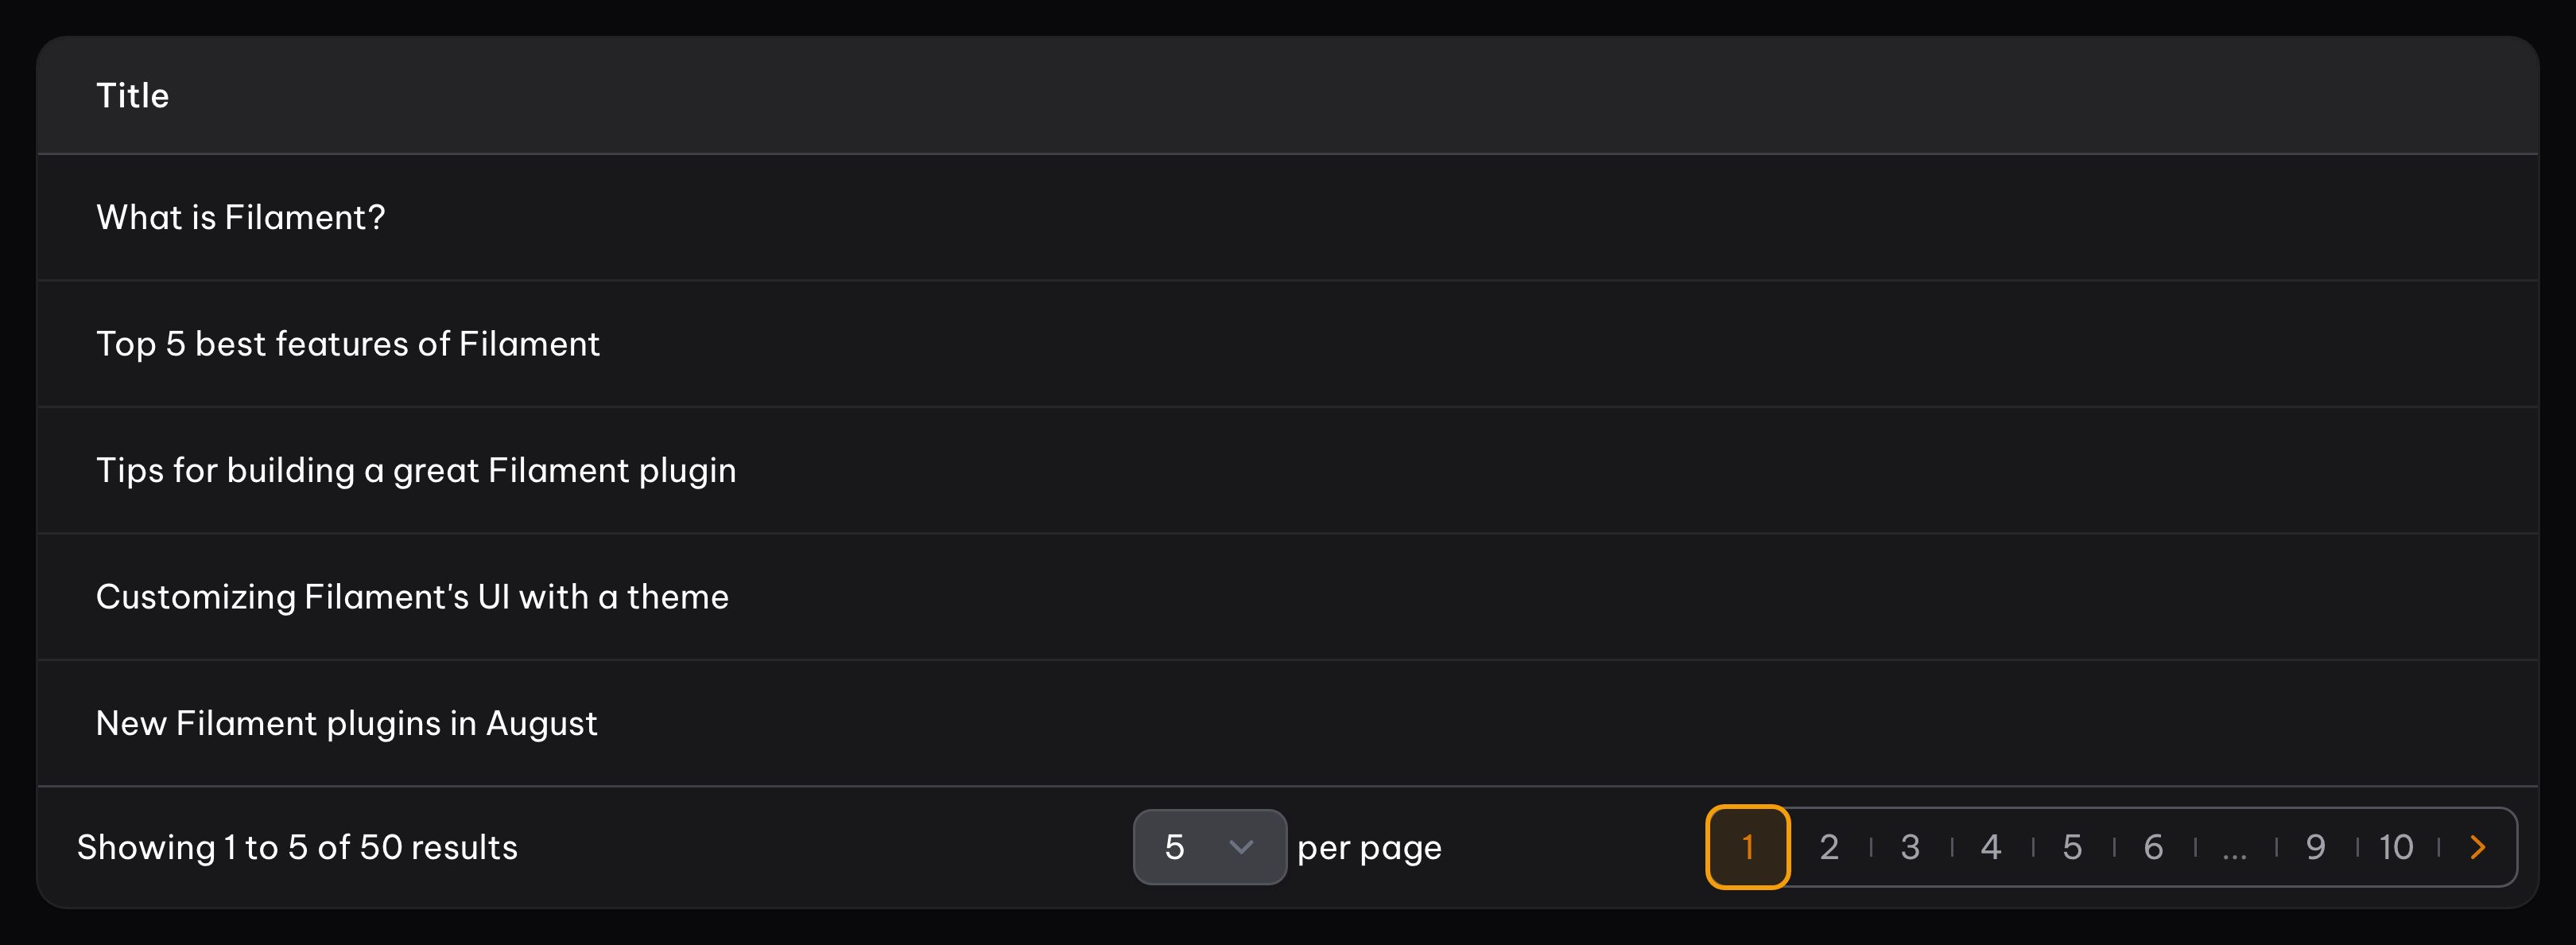 Title
What is Filament?
Top 5 best features of Filament
Tips for building a great Filament plugin
Customizing Filament's UI with a theme
New Filament plugins in August
Showing 1 to 5 of 50 results 5 per page 1 2 3 4 5 6 ... 9 10